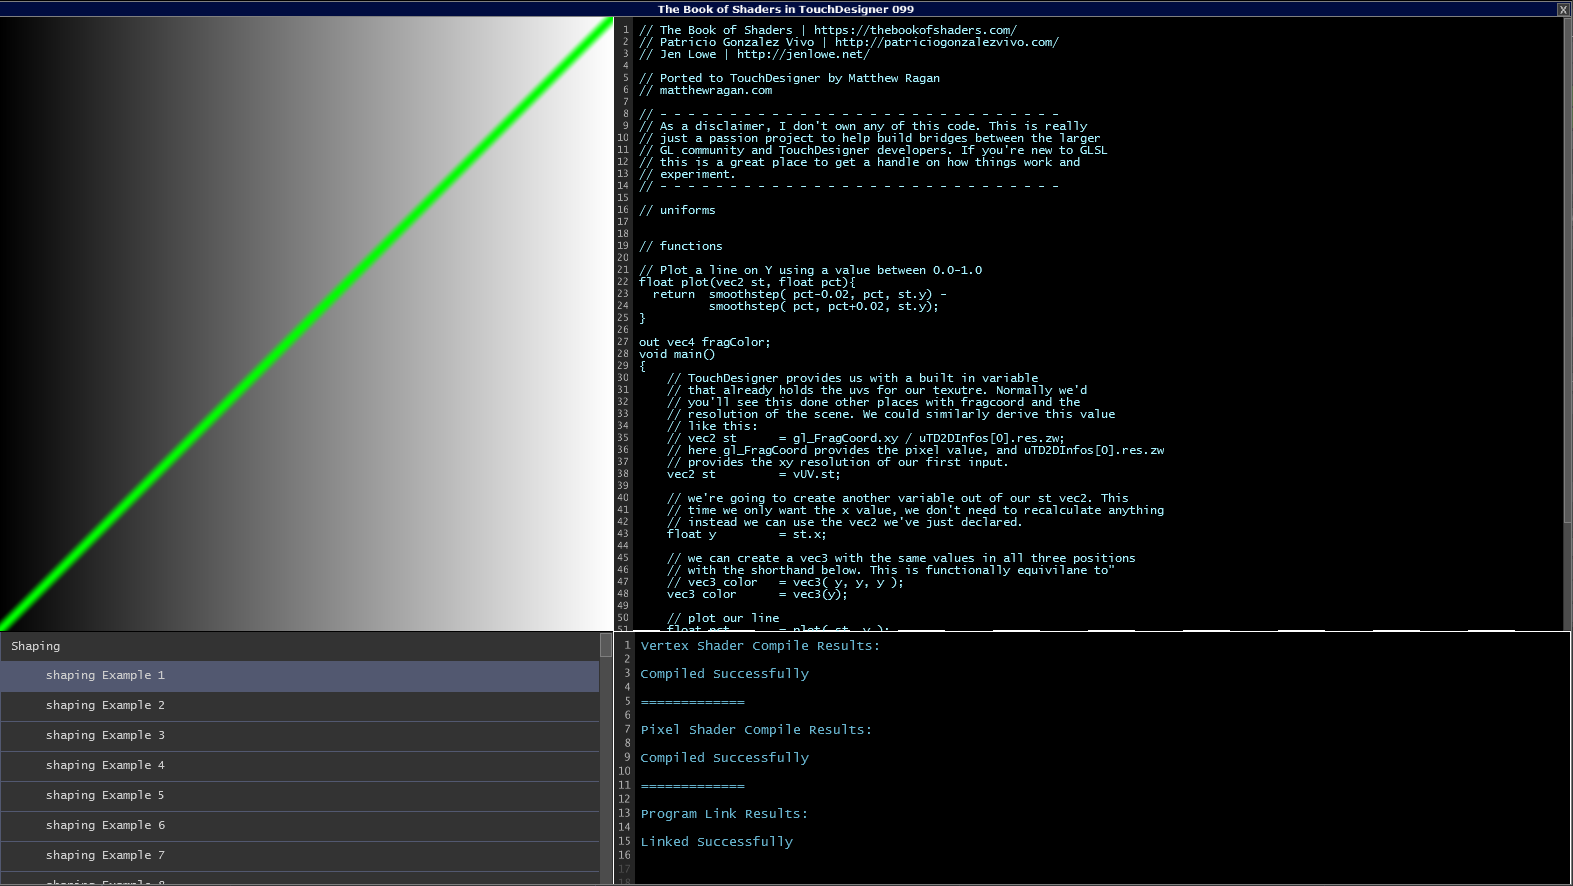 The Book of Shaders in TouchDesigner 099
X
1 // The Book of Shaders | https://thebookofshaders.com/
2 // Patricio Gonzalez Vivo | http://patriciogonzalezvivo.com/
3 // Jen Lowe | http://jenlowe.net/
4
5 // Ported to TouchDesigner by Matthew Ragan
6 // matthewragan.com
7
8 // - - - - - - - - - - - - - - - - - - - - - - - - - - - - -
9 // As a disclaimer, I don't own any of this code. This is really
10 // just a passion project to help build bridges between the larger
11 // GL community and TouchDesigner developers. If you're new to GLSL
12 // this is a great place to get a handle on how things work and
13 // experiment.
14 // - - - - - - - - - - - - - - - - - - - - - - - - - - - - -
15
16 // uniforms
17
18
19 // functions
20
21 // Plot a line on Y using a value between 0.0-1.0
22 float plot(vec2 st, float pct){
23   return  smoothstep( pct-0.02, pct, st.y) -
24           smoothstep( pct, pct+0.02, st.y);
25 }
26
27 out vec4 fragColor;
28 void main()
29 {
30     // TouchDesigner provides us with a built in variable
31     // that already holds the uvs for our texutre. Normally we'd
32     // you'll see this done other places with fragcoord and the
33     // resolution of the scene. We could similarly derive this value
34     // like this:
35     // vec2 st      = gl_FragCoord.xy / uTD2DInfos[0].res.zw;
36     // here gl_FragCoord provides the pixel value, and uTD2DInfos[0].res.zw
37     // provides the xy resolution of our first input.
38     vec2 st         = vUV.st;
39
40     // we're going to create another variable out of our st vec2. This
41     // time we only want the x value, we don't need to recalculate anything
42     // instead we can use the vec2 we've just declared.
43     float y         = st.x;
44
45     // we can create a vec3 with the same values in all three positions
46     // with the shorthand below. This is functionally equivilane to"
47     // vec3 color   = vec3( y, y, y );
48     vec3 color      = vec3(y);
49
50     // plot our line
51     float pct       = plot( st, y );
Shaping
shaping Example 1
shaping Example 2
shaping Example 3
shaping Example 4
shaping Example 5
shaping Example 6
shaping Example 7
shaping Example 8
1 Vertex Shader Compile Results:
2
3 Compiled Successfully
4
5 =============
6
7 Pixel Shader Compile Results:
8
9 Compiled Successfully
10
11 =============
12
13 Program Link Results:
14
15 Linked Successfully
16
17
18